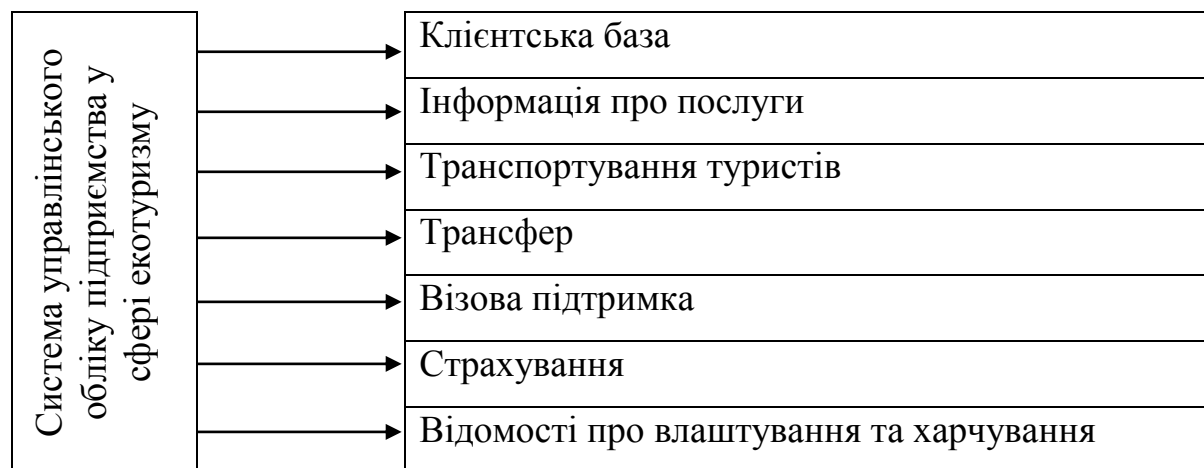 Система управлінського
обліку підприємства у
сфері екотуризму
Клієнтська база
Інформація про послуги
Транспортування туристів
Трансфер
Візова підтримка
Страхування
Відомості про влаштування та харчування